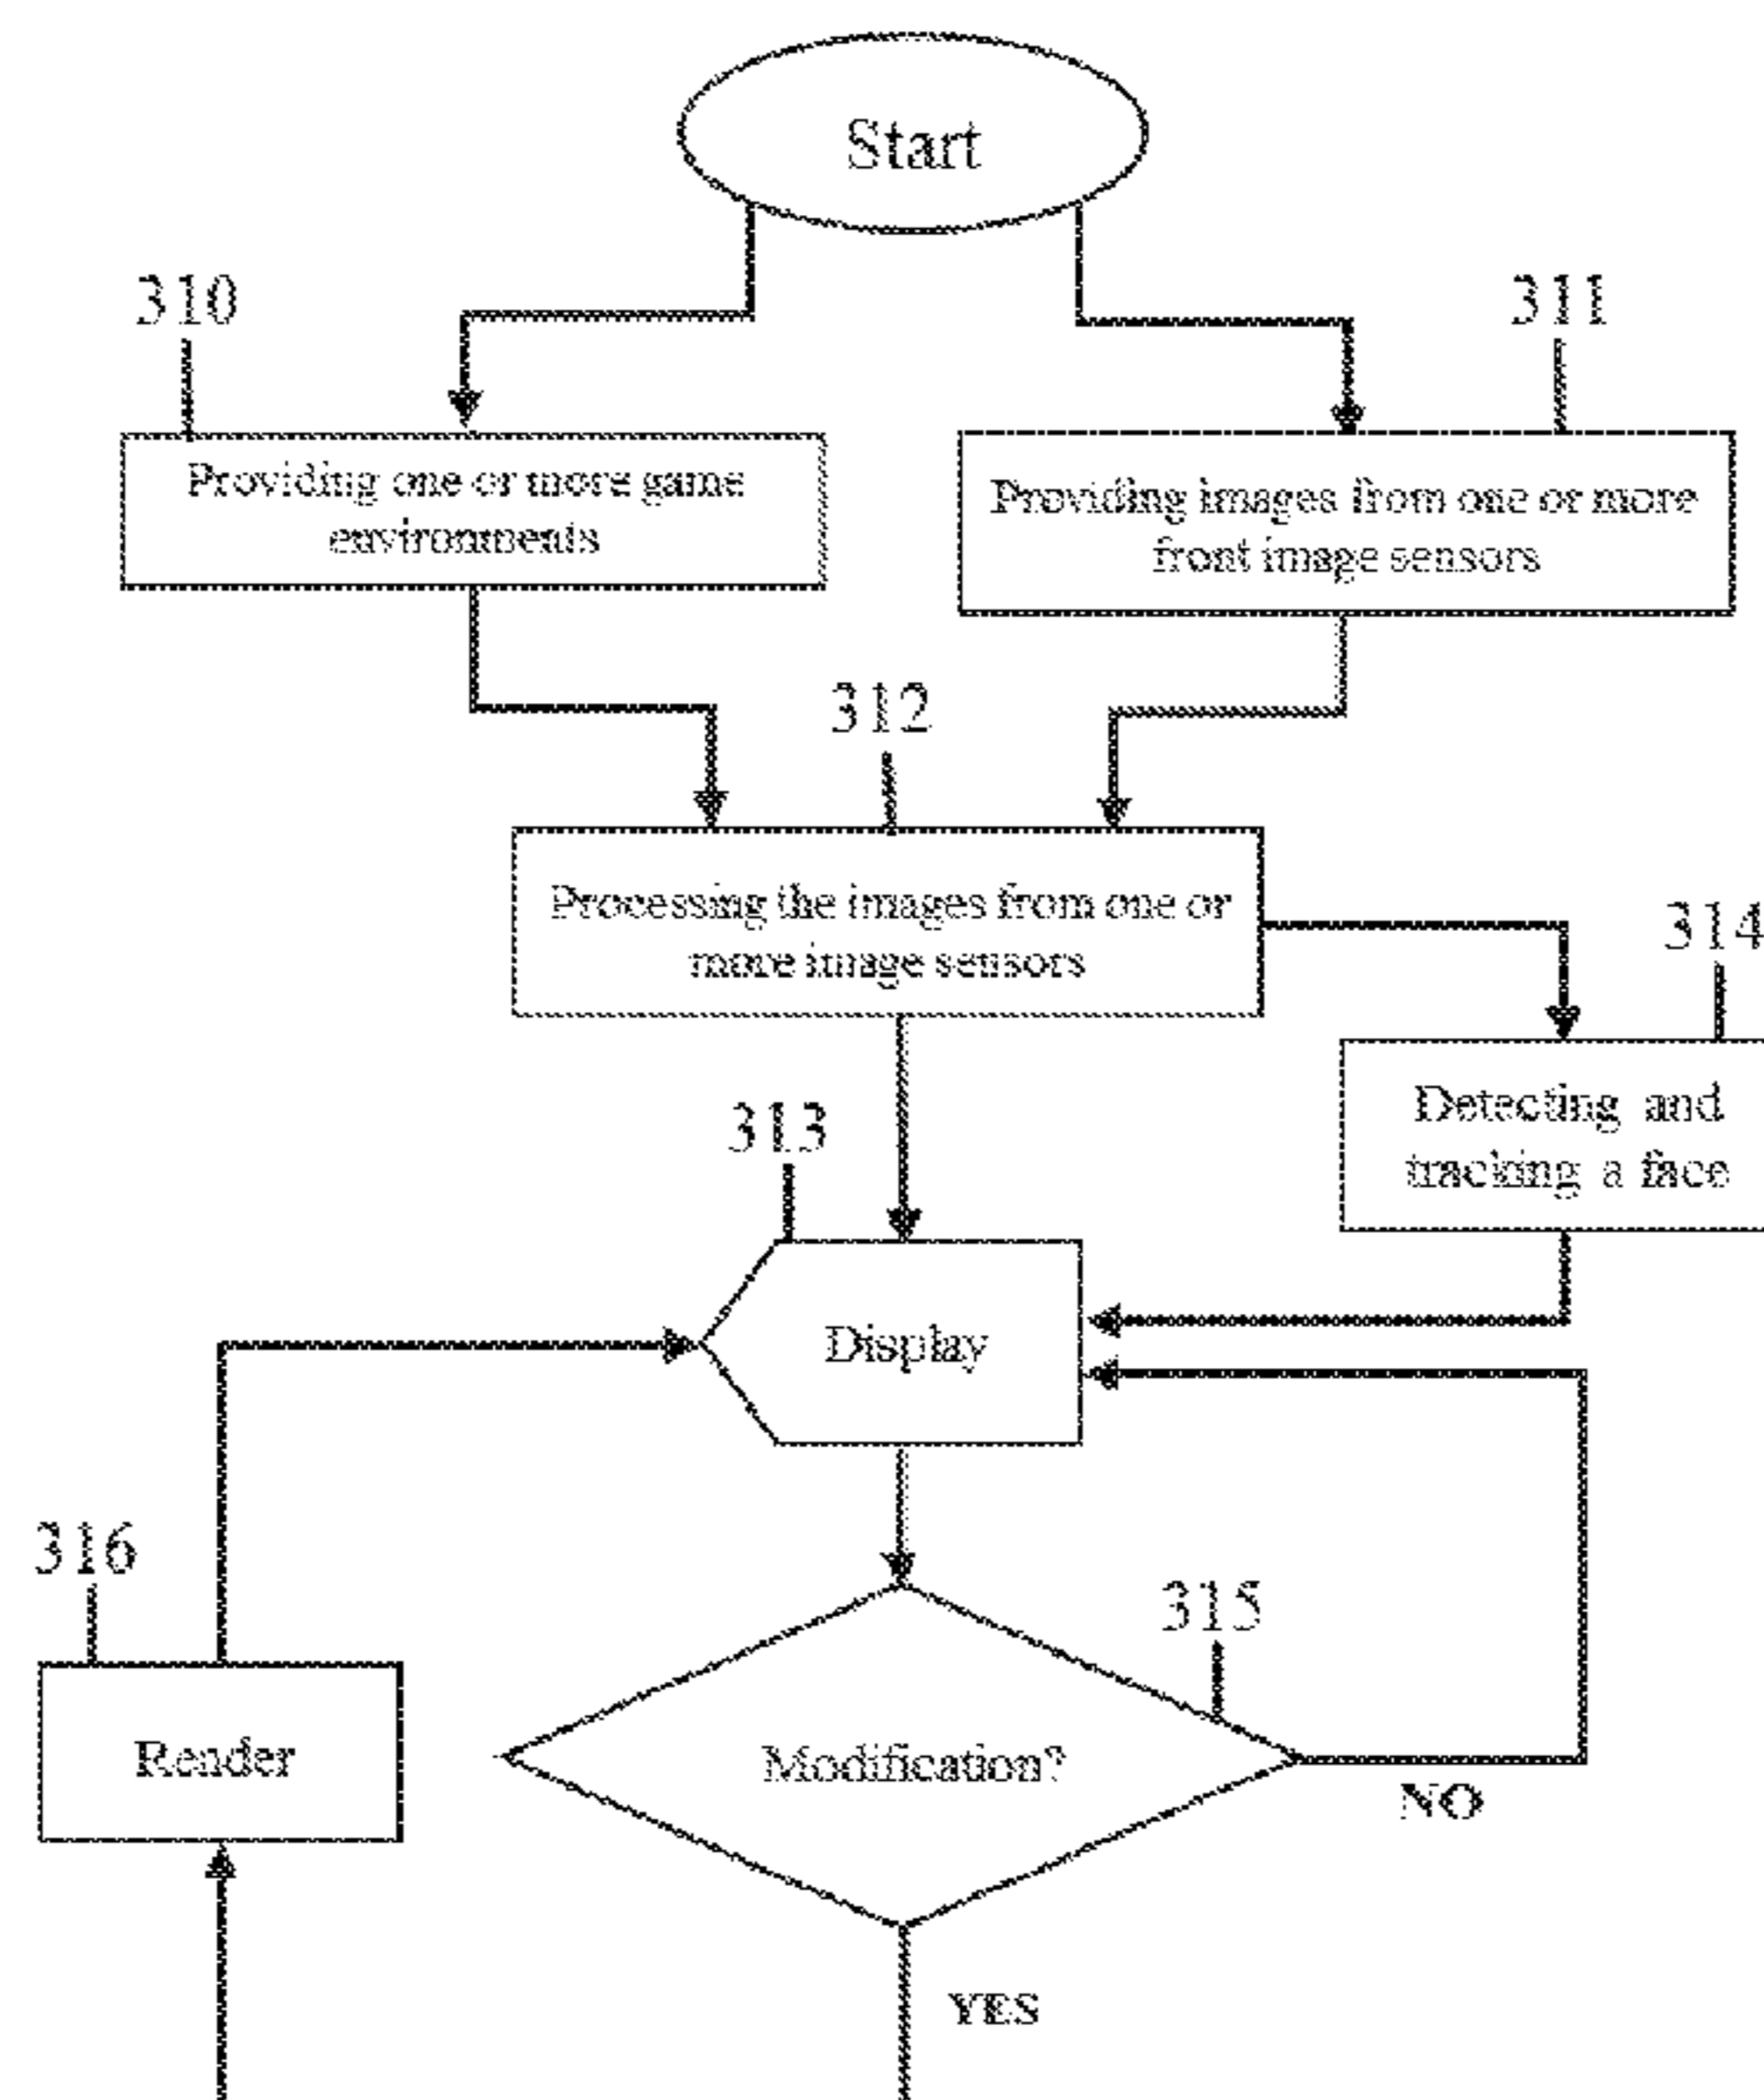 Start
310
311
Providing one or more game
environments
Providing images from one or more
front image sensors
312
Processing the images from one or
more image sensors
314
Detecting and
tracking a face
313
Display
316
315
Render
Modification?
NO
YES